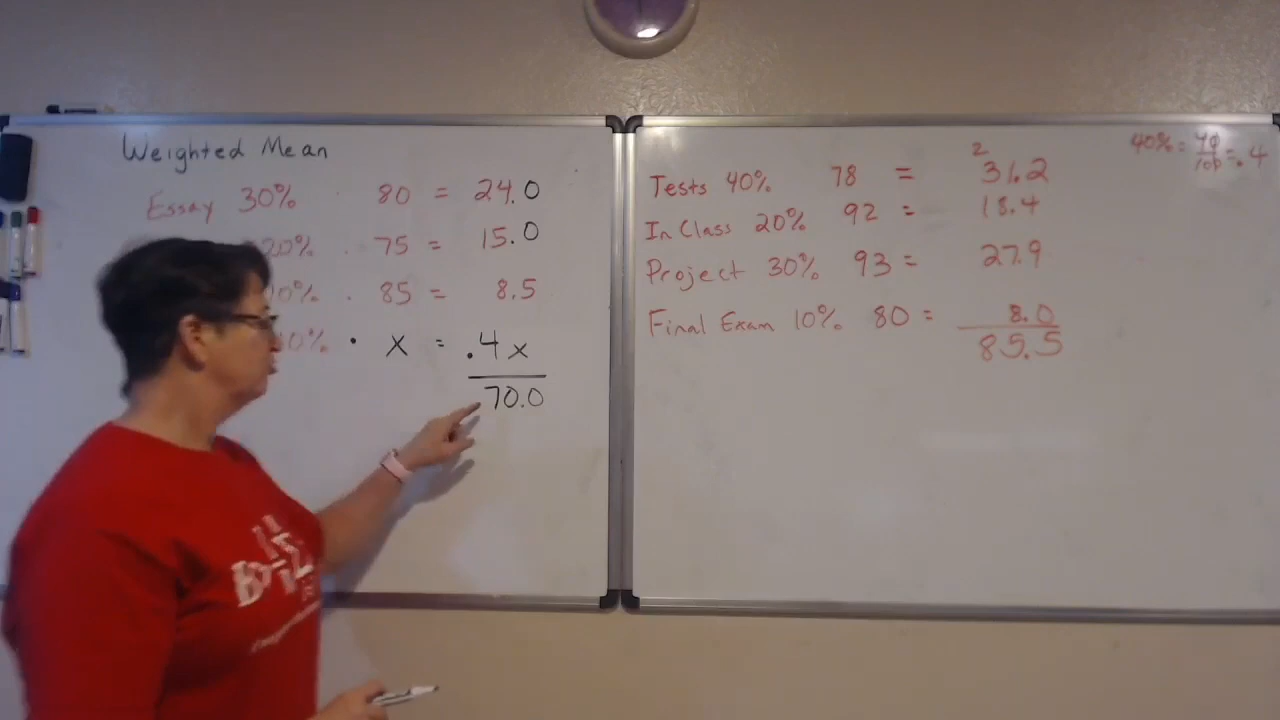 Weighted Mean
Essay 30% · 80 = 24.0
20% · 75 = 15.0
10% · 85 = 8.5
40% · x = .4x
70.0
40% = 40/100 = .4
2
Tests 40% 78 = 31.2
In Class 20% 92 = 18.4
Project 30% 93 = 27.9
Final Exam 10% 80 = 8.0
85.5